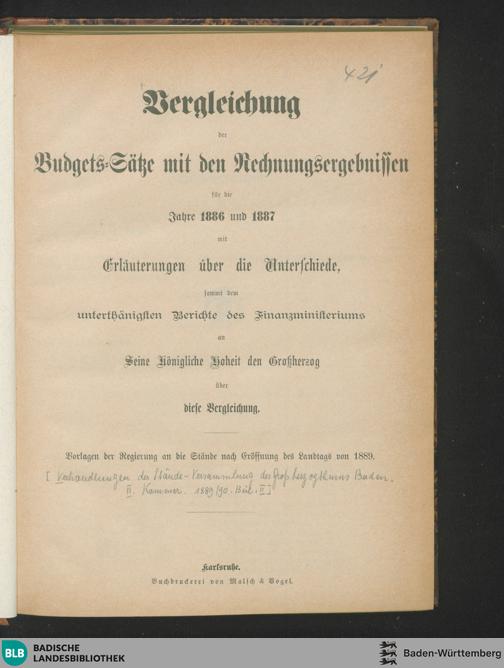 421
Vergleichung
der
Budgets-Sätze mit den Rechnungsergebnissen
für die
Jahre 1886 und 1887
mit
Erläuterungen über die Unterschiede,
sammt dem
unterthänigsten Berichte des Finanzministeriums
an
Seine Königliche Hoheit den Großherzog
über
diese Vergleichung.
Vorlagen der Regierung an die Stände nach Eröffnung des Landtags von 1889.
[Verhandlungen der Stände-Versammlung des Großherzogthums Baden.
II. Kammer. 1889/90. Beil. II]
Karlsruhe.
Buchdruckerei von Malsch & Vogel.
BLB BADISCHE
LANDESBIBLIOTHEK
Baden-Württemberg